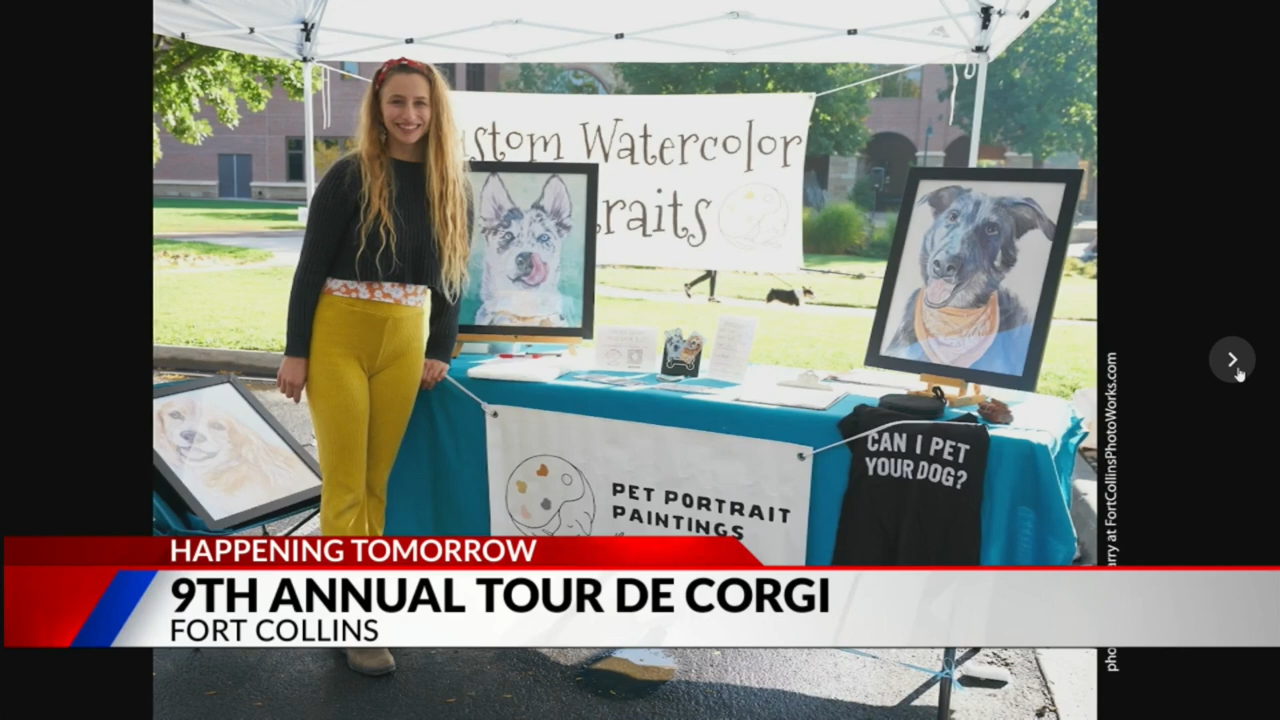 stom Watercolor
raits
CAN I PET
YOUR DOG?
PET PORTRAIT
PAINTINGS
HAPPENING TOMORROW
9TH ANNUAL TOUR DE CORGI
FORT COLLINS
arry at FortCollinsPhotoWorks.com